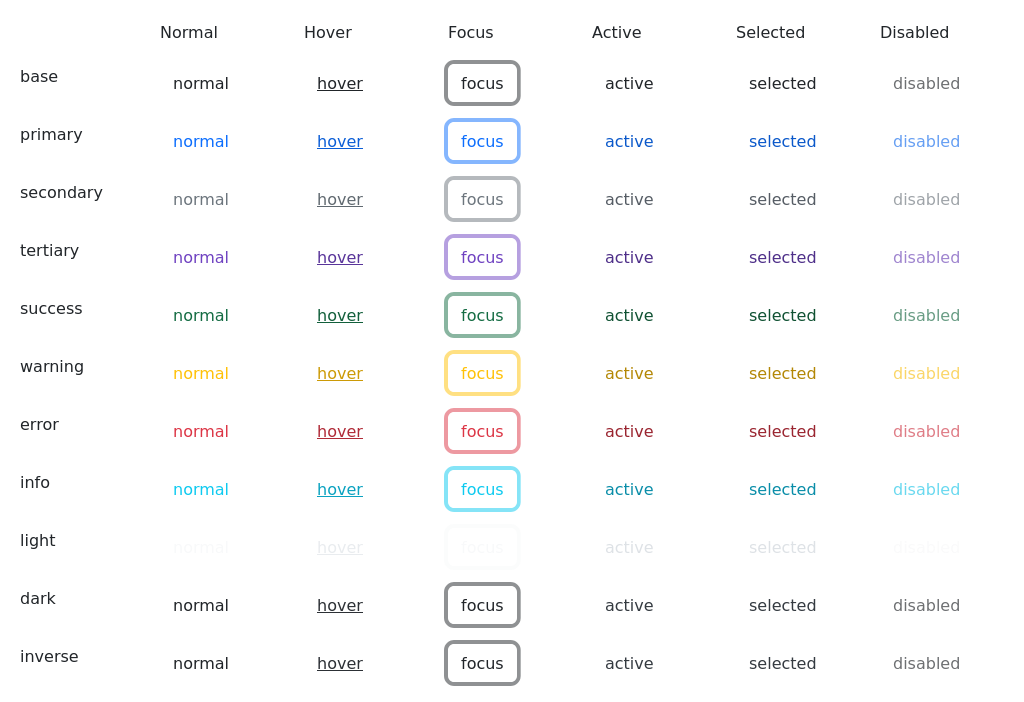 Normal Hover Focus Active Selected Disabled
base normal hover focus active selected disabled
primary normal hover focus active selected disabled
secondary normal hover focus active selected disabled
tertiary normal hover focus active selected disabled
success normal hover focus active selected disabled
warning normal hover focus active selected disabled
error normal hover focus active selected disabled
info normal hover focus active selected disabled
light normal hover focus active selected disabled
dark normal hover focus active selected disabled
inverse normal hover focus active selected disabled